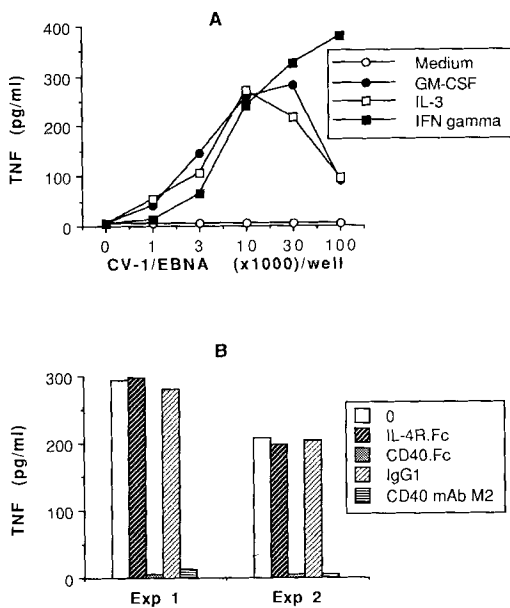 A
400
300
200
100
0
TNF (pg/ml)
Medium
GM-CSF
IL-3
IFN gamma
0 1 3 10 30 100
CV-1/EBNA (x1000)/well
B
300
200
100
0
TNF (pg/ml)
0
IL-4R.Fc
CD40.Fc
IgG1
CD40 mAb M2
Exp 1 Exp 2